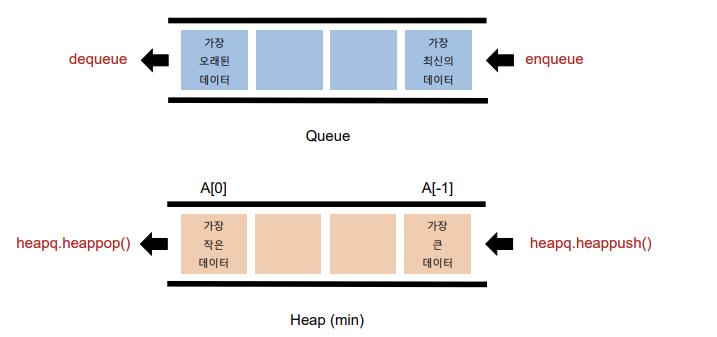 가장
오래된
데이터
가장
최신의
데이터
dequeue
enqueue
Queue
A[0]
A[-1]
가장
작은
데이터
가장
큰
데이터
heapq.heappop()
heapq.heappush()
Heap (min)